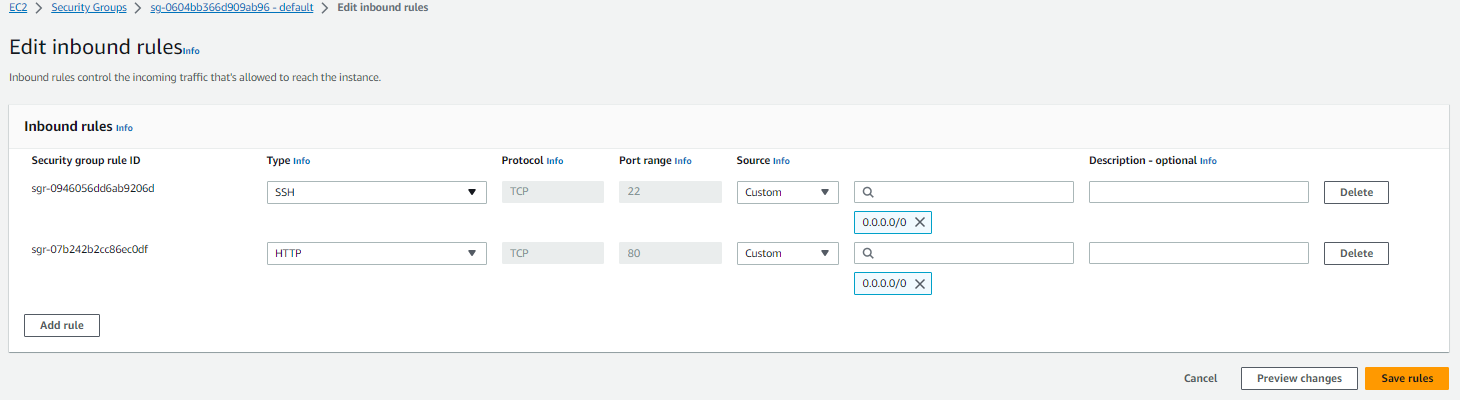 EC2 > Security Groups > sg-0604bb366d909ab96 - default > Edit inbound rules
Edit inbound rules Info
Inbound rules control the incoming traffic that's allowed to reach the instance.
Inbound rules Info
Security group rule ID Type Info Protocol Info Port range Info Source Info Description - optional Info
sgr-0946056dd6ab9206d SSH TCP 22 Custom Delete
0.0.0.0/0
sgr-07b242b2cc86ec0df HTTP TCP 80 Custom Delete
0.0.0.0/0
Add rule
Cancel Preview changes Save rules